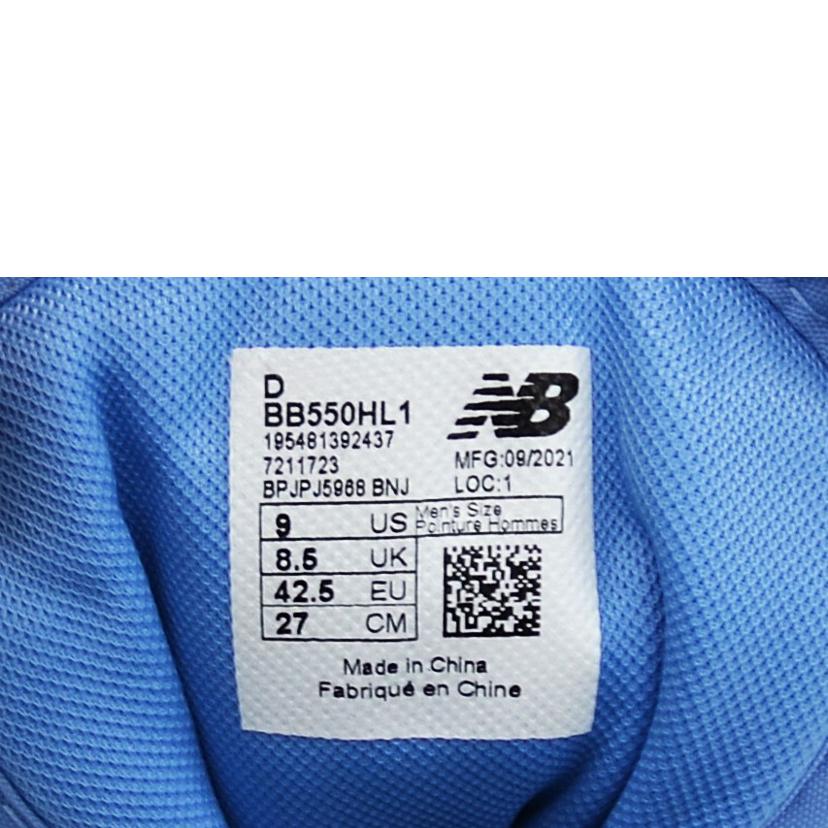 D
BB550HL1
195481392437
7211723
BPJPJ5968 BNJ
NB
MFG:09/2021
LOC:1
9 US Men's Size
Pointure Hommes
8.5 UK
42.5 EU
27 CM
Made in China
Fabriqué en Chine